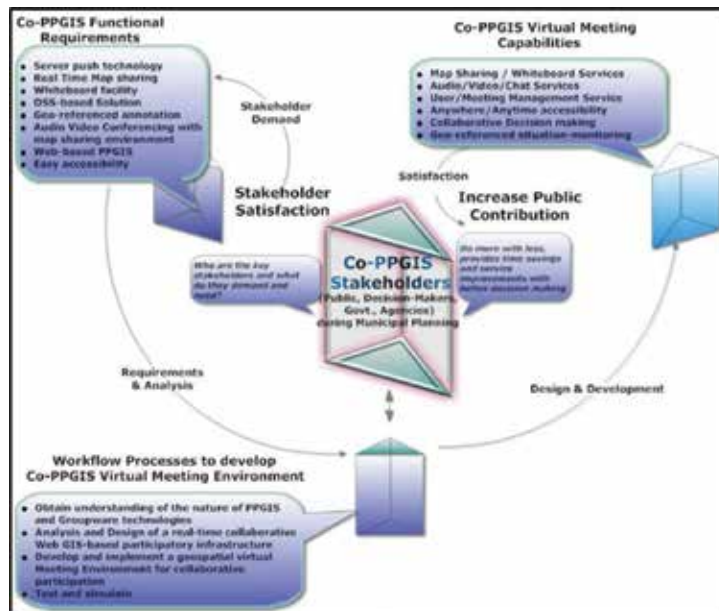 Co-PPGIS Functional
Requirements
• Server push technology
• Real Time Map sharing
• Whiteboard facility
• OSS-based Solution
• Geo-referenced annotation
• Audio Video Conferencing with
map sharing environment
• Web-based PPGIS
• Easy accessibility
Stakeholder
Demand
Stakeholder
Satisfaction
Co-PPGIS Virtual Meeting
Capabilities
• Map Sharing / Whiteboard Services
• Audio/Video/Chat Services
• User/Meeting Management Service
• Anywhere/Anytime accessibility
• Collaborative Decision making
• Geo-referenced situation-monitoring
Satisfaction
Increase Public
Contribution
Who are the key
stakeholders and what
do they demand and
need?
Co-PPGIS
Stakeholders
(Public, Decision-Makers,
Govt., Agencies)
during Municipal Planning
Do more with less,
provides time savings
and service
improvements with
better decision making
Requirements
& Analysis
Design & Development
Workflow Processes to develop
Co-PPGIS Virtual Meeting Environment
• Obtain understanding of the nature of PPGIS
and Groupware technologies
• Analysis and Design of a real-time collaborative
Web GIS-based participatory infrastructure
• Develop and implement a geospatial virtual
Meeting Environment for collaborative
participation
• Test and simulate